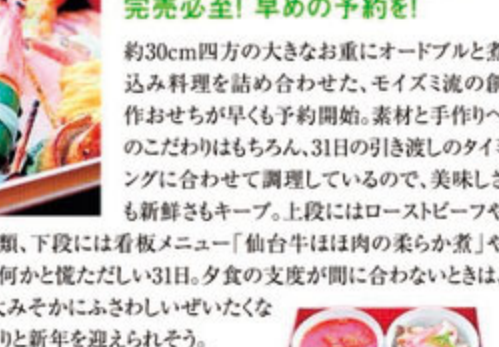 完売必至! 早めの予約を!
約30cm四方の大きなお重にオードブルと煮
込み料理を詰め合わせた、モイズミ流の創
作おせちが早くも予約開始。素材と手作りへ
のこだわりはもちろん、31日の引き渡しのタイミ
ングに合わせて調理しているので、美味しさ
も新鮮さもキープ。上段にはローストビーフや
類、下段には看板メニュー「仙台牛ほほ肉の柔らか煮」や
何かと慌ただしい31日。夕食の支度が間に合わないときは、
大みそかにふさわしいぜいたくな
りと新年を迎えられそう。